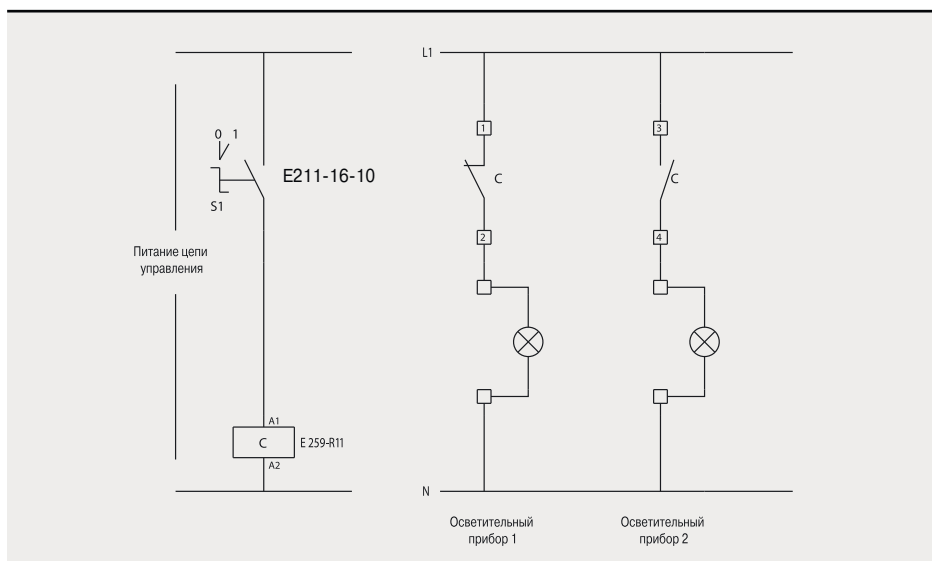 L1
1
3
0 1
E211-16-10
C
C
S1
2
4
Питание цепи
управления
A1
C
E 259-R11
A2
N
Осветительный
прибор 1
Осветительный
прибор 2